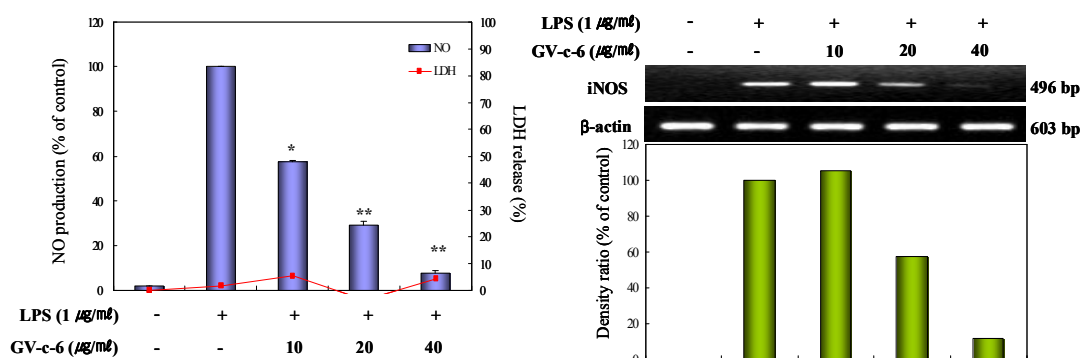 120
100
80
60
40
20
0
NO production (% of control)
NO
LDH
*
**
**
100
90
80
70
60
50
40
30
20
10
0
LDH release (%)
LPS (1 ㎍/㎖) - + + + +
GV-c-6 (㎍/㎖) - - 10 20 40
LPS (1 ㎍/㎖) - + + + +
GV-c-6 (㎍/㎖) - - 10 20 40
iNOS 496 bp
β-actin 603 bp
120
100
80
60
40
20
0
Density ratio (% of control)